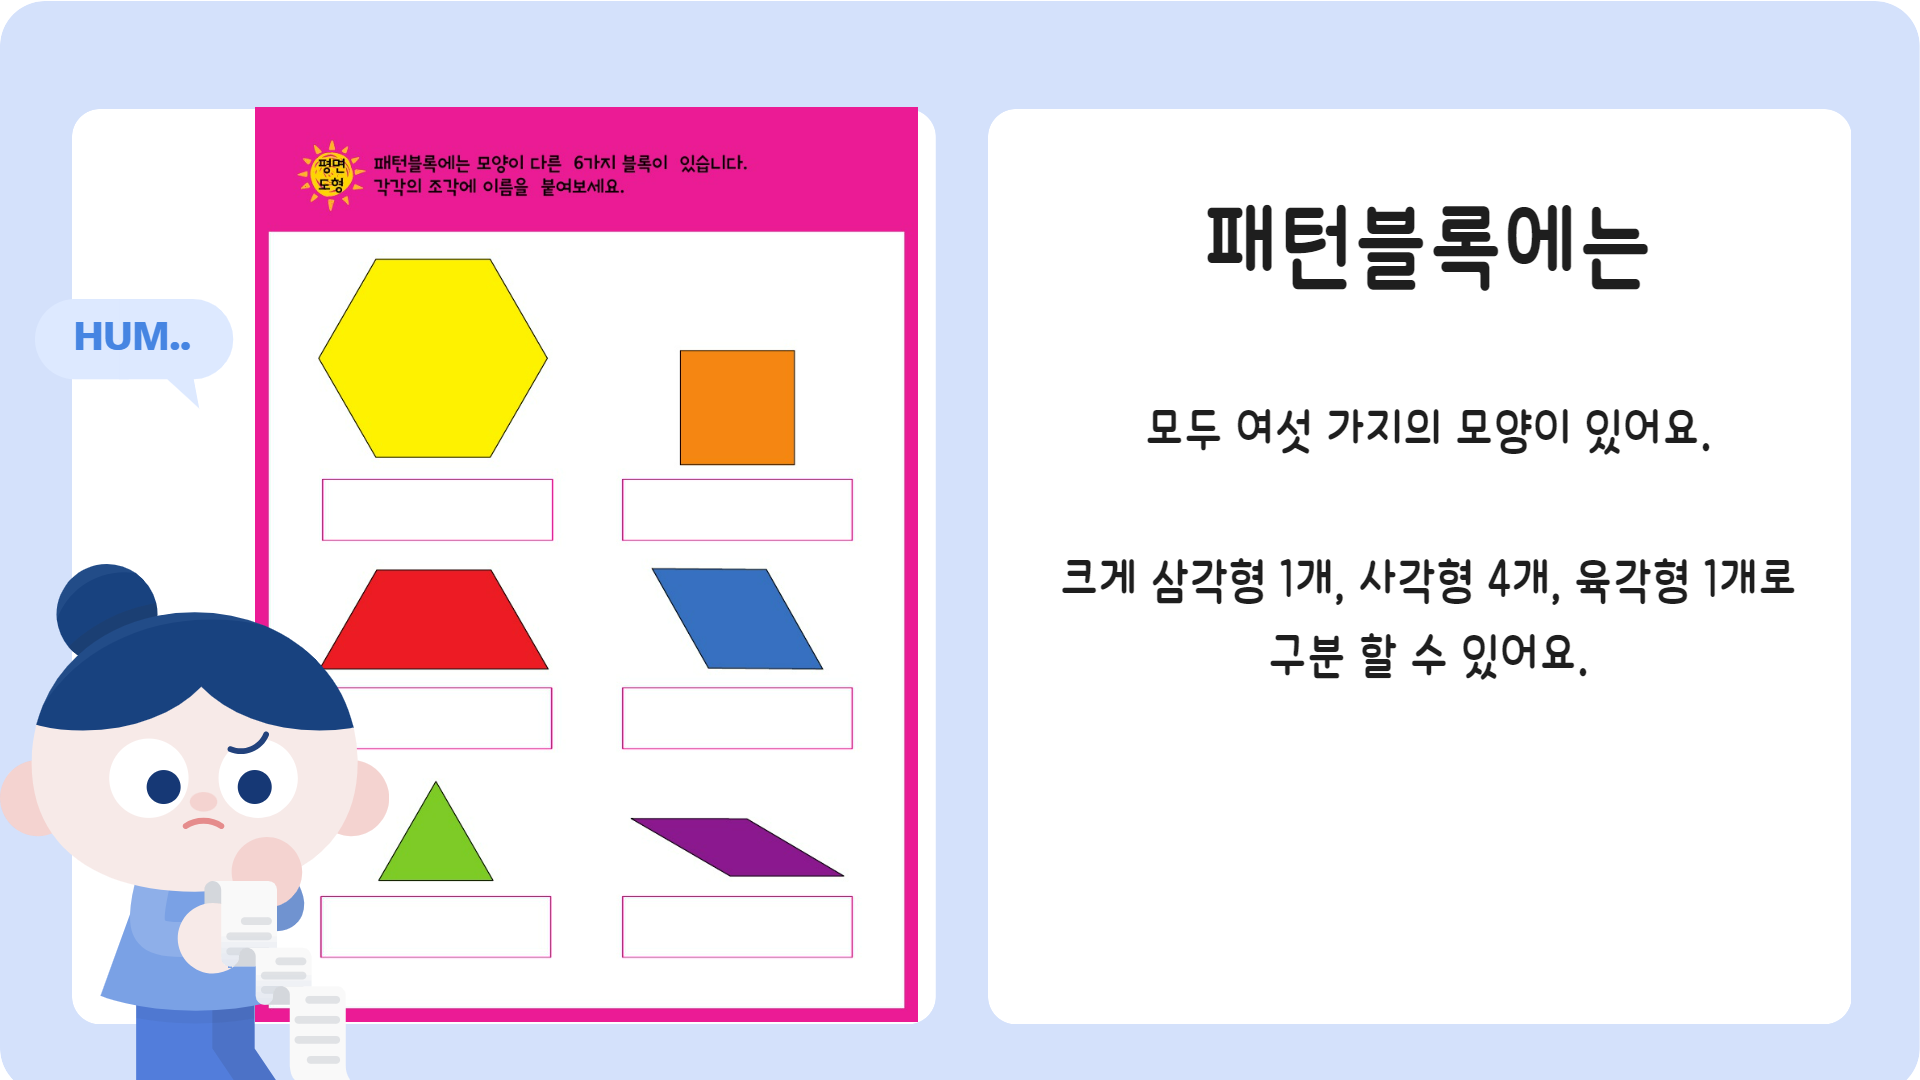 평면
도형
패턴블록에는 모양이 다른 6가지 블록이 있습니다.
각각의 조각에 이름을 붙여보세요.
HUM..
패턴블록에는
모두 여섯 가지의 모양이 있어요.
크게 삼각형 1개, 사각형 4개, 육각형 1개로
구분 할 수 있어요.